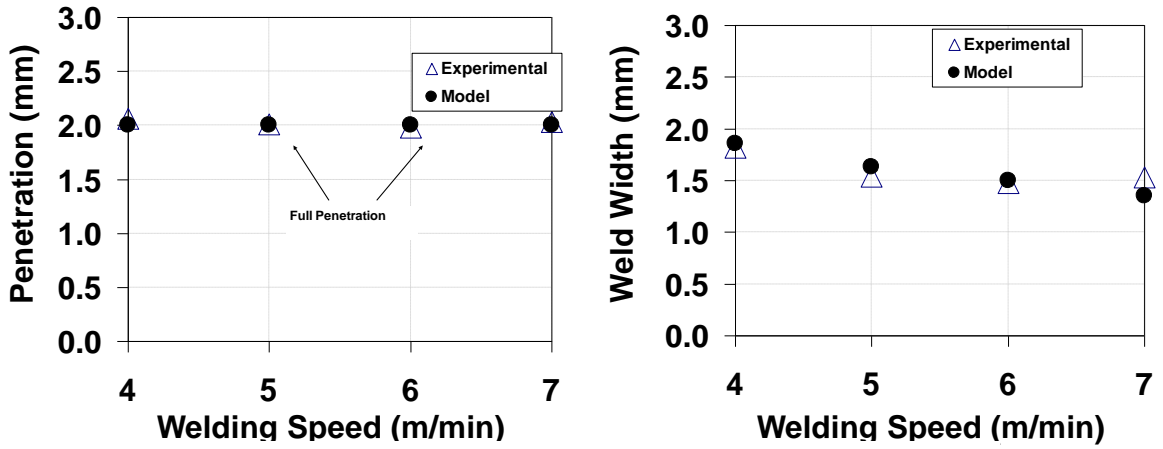 3.0
2.5
2.0
1.5
1.0
0.5
0.0
Penetration (mm)
Experimental
Model
Full Penetration
4 5 6 7
Welding Speed (m/min)
3.0
2.5
2.0
1.5
1.0
0.5
0.0
Weld Width (mm)
Experimental
Model
4 5 6 7
Welding Speed (m/min)